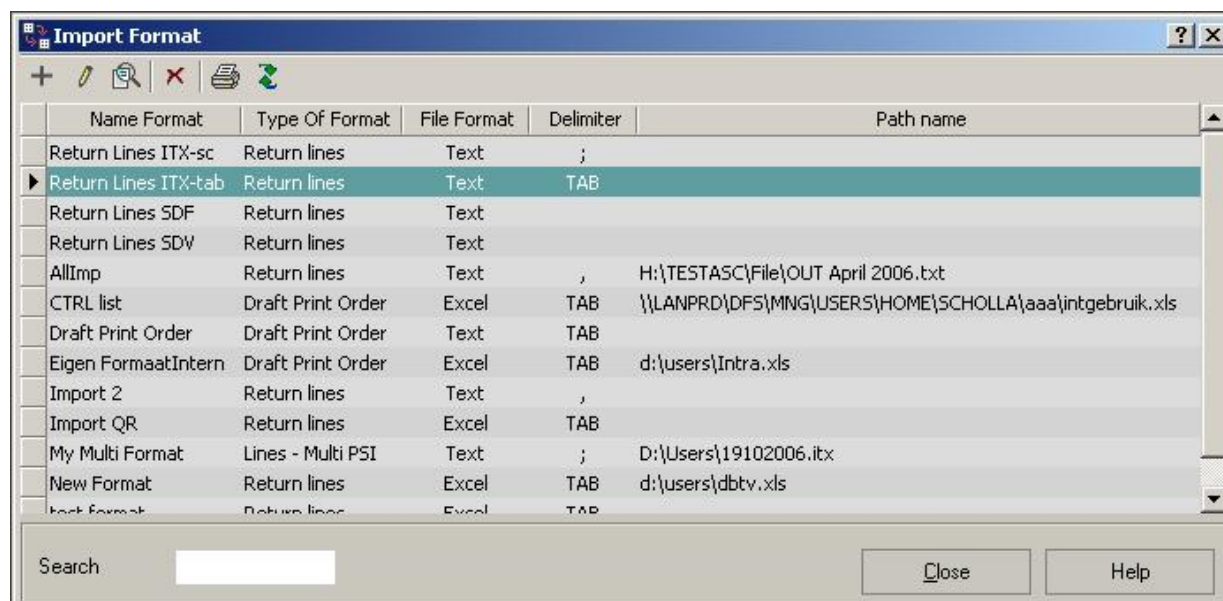 Import Format
Name Format Type Of Format File Format Delimiter Path name
Return Lines ITX-sc Return lines Text ;
Return Lines ITX-tab Return lines Text TAB
Return Lines SDF Return lines Text
Return Lines SDV Return lines Text
AllImp Return lines Text , H:\TESTASC\File\OUT April 2006.txt
CTRL list Draft Print Order Excel TAB \\LANPRD\DFS\MNG\USERS\HOME\SCHOLLA\aaa\intgebruik.xls
Draft Print Order Draft Print Order Text TAB
Eigen FormaatIntern Draft Print Order Excel TAB d:\users\Intra.xls
Import 2 Return lines Text ,
Import QR Return lines Excel TAB
My Multi Format Lines - Multi PSI Text ; D:\Users\19102006.itx
New Format Return lines Excel TAB d:\users\dbtv.xls
test format Return lines Excel TAB
Search Close Help